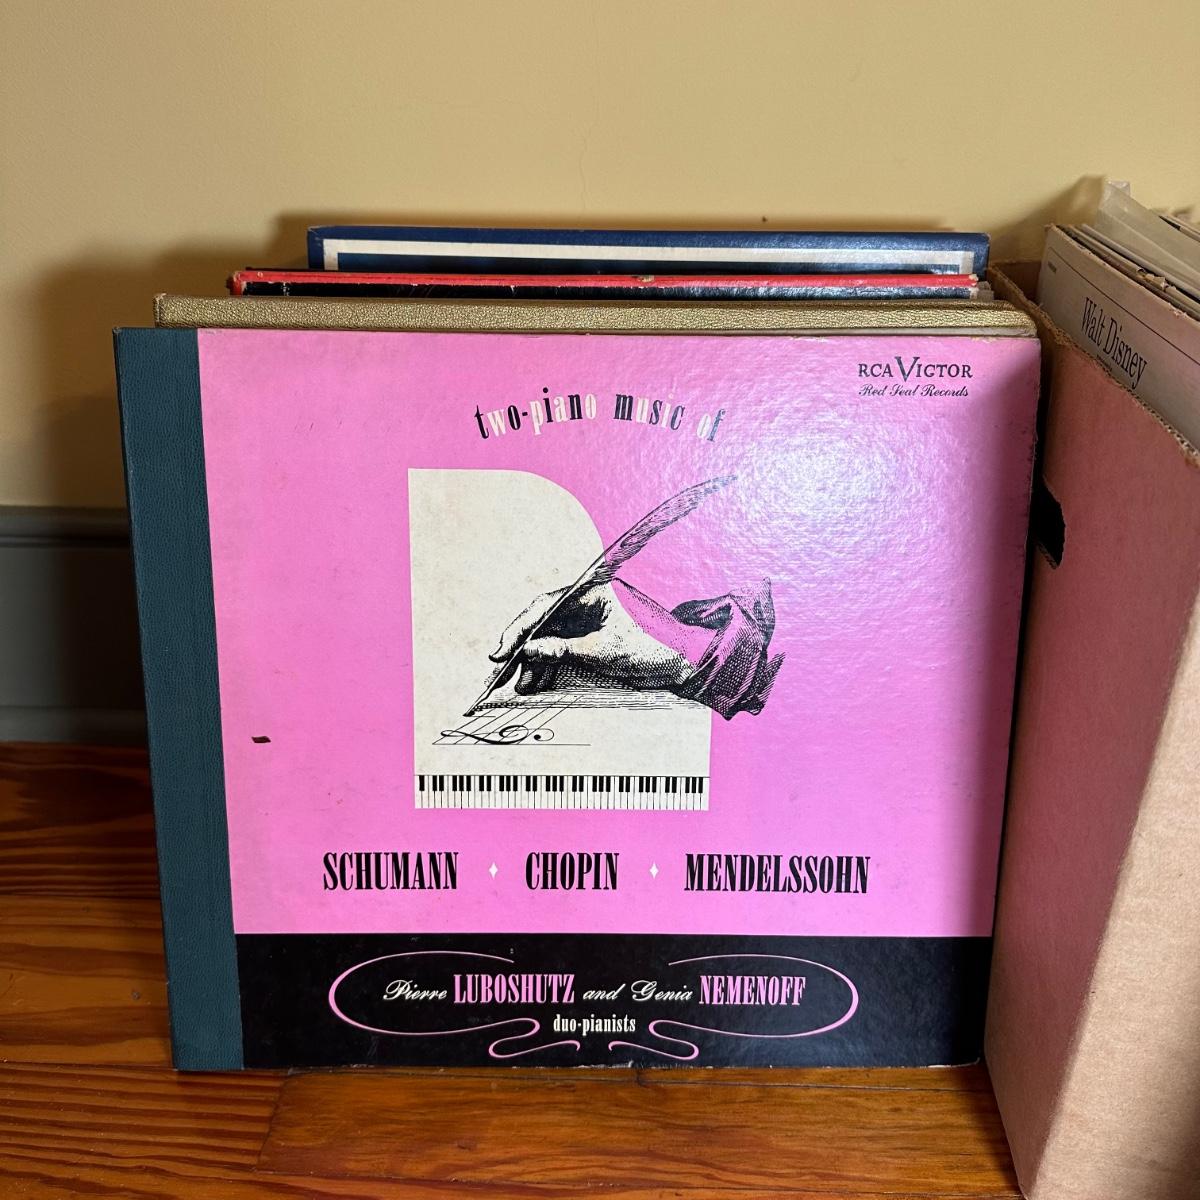 RCA VICTOR
Red Seal Records
two-piano music of
SCHUMANN ♦ CHOPIN ♦ MENDELSSOHN
Pierre LUBOSHUTZ and Genia NEMENOFF
duo-pianists
Walt Disney